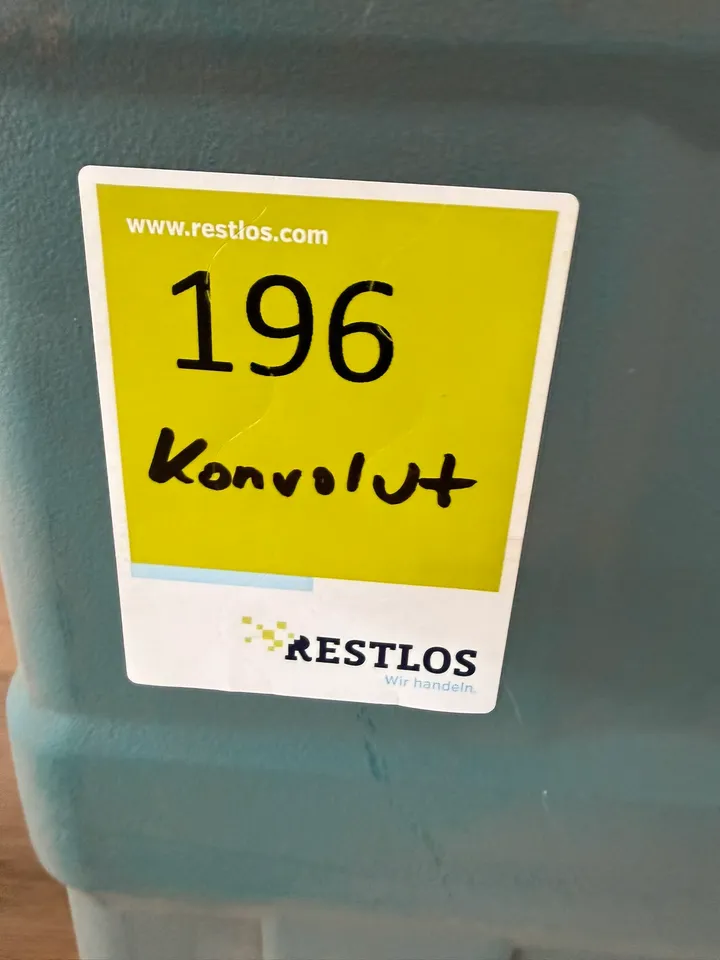 www.restlos.com
196
Konvolut
RESTLOS
Wir handeln.